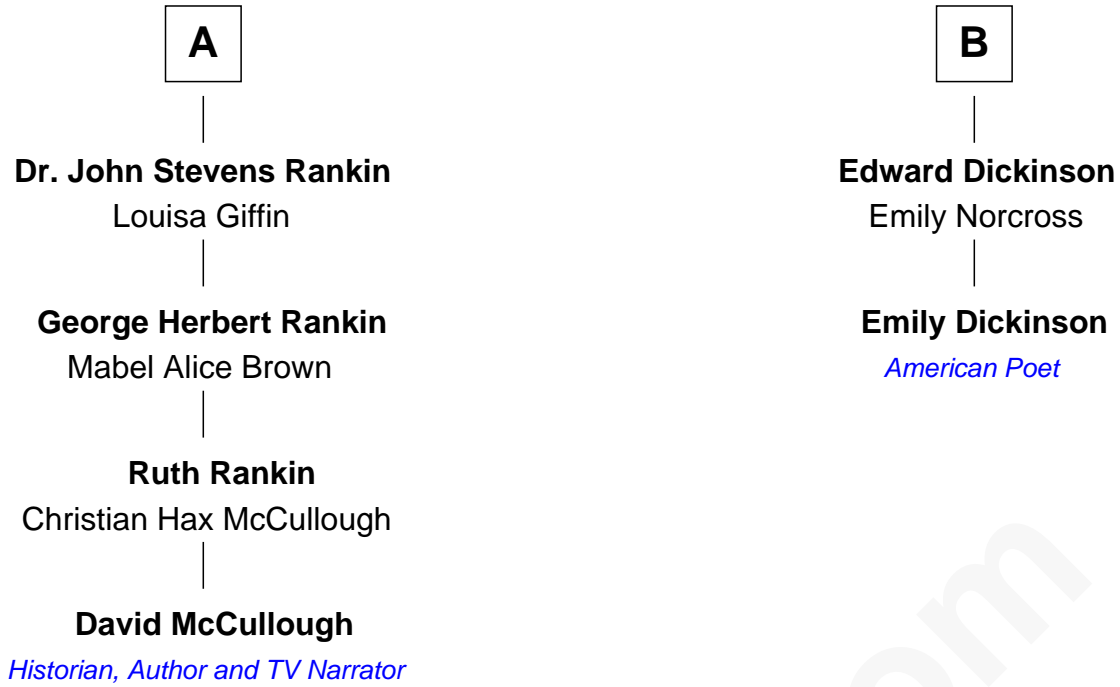 A
Dr. John Stevens Rankin
Louisa Giffin
George Herbert Rankin
Mabel Alice Brown
Ruth Rankin
Christian Hax McCullough
David McCullough
Historian, Author and TV Narrator
B
Edward Dickinson
Emily Norcross
Emily Dickinson
American Poet
om